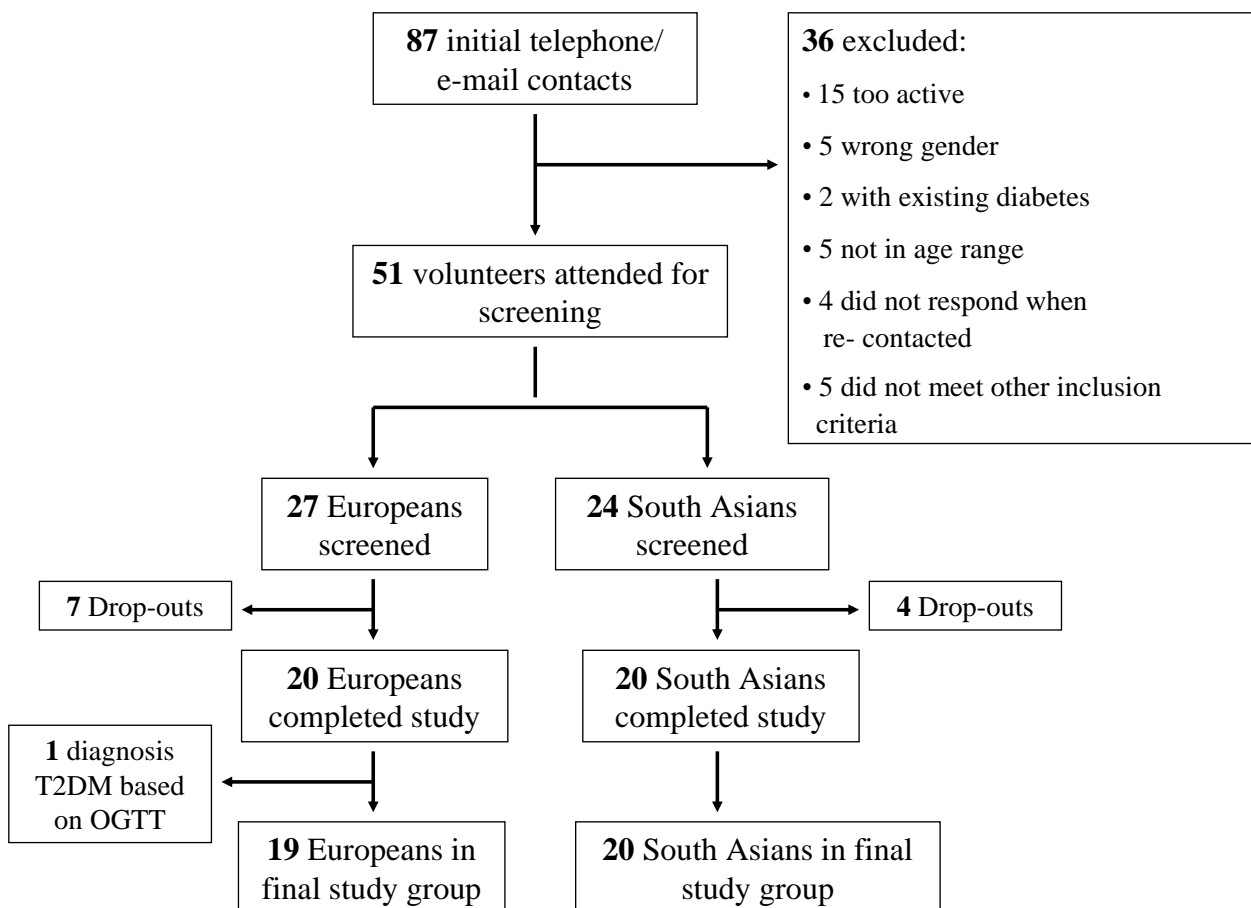 87 initial telephone/
e-mail contacts
36 excluded:
• 15 too active
• 5 wrong gender
• 2 with existing diabetes
• 5 not in age range
• 4 did not respond when
re- contacted
• 5 did not meet other inclusion
criteria
51 volunteers attended for
screening
27 Europeans
screened
24 South Asians
screened
7 Drop-outs
4 Drop-outs
20 Europeans
completed study
20 South Asians
completed study
1 diagnosis
T2DM based
on OGTT
19 Europeans in
final study group
20 South Asians in final
study group